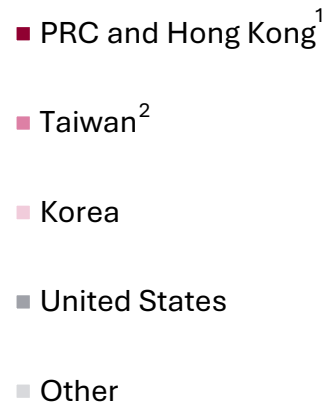 PRC and Hong Kong¹
Taiwan²
Korea
United States
Other